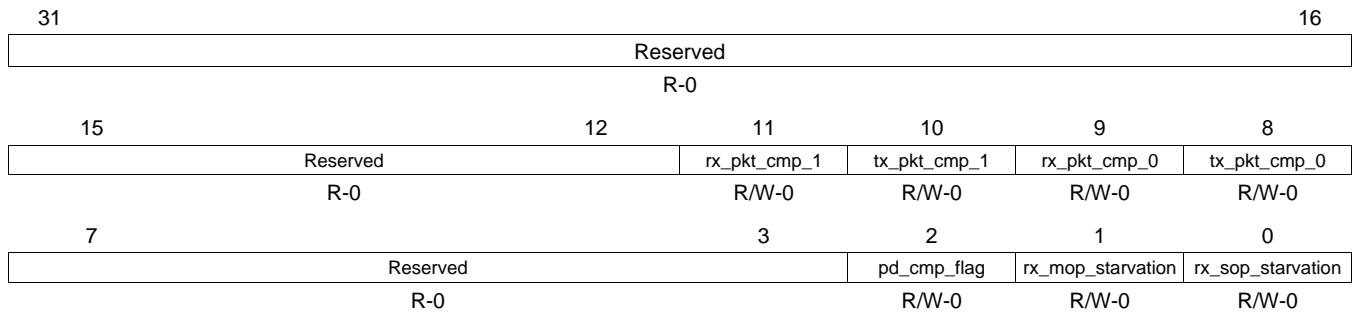 31 16
Reserved
R-0
15 12 11 10 9 8
Reserved rx_pkt_cmp_1 tx_pkt_cmp_1 rx_pkt_cmp_0 tx_pkt_cmp_0
R-0 R/W-0 R/W-0 R/W-0 R/W-0
7 3 2 1 0
Reserved pd_cmp_flag rx_mop_starvation rx_sop_starvation
R-0 R/W-0 R/W-0 R/W-0